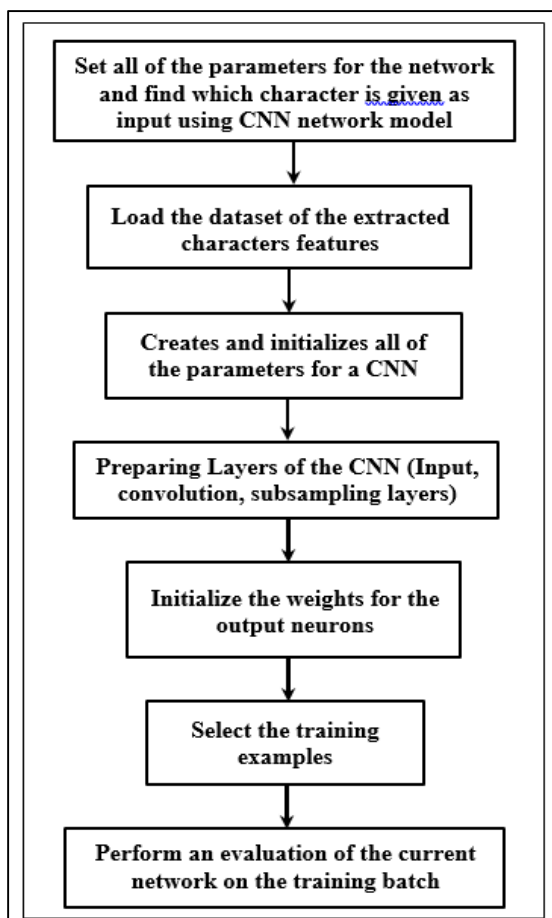 Set all of the parameters for the network
and find which character is given as
input using CNN network model
Load the dataset of the extracted
characters features
Creates and initializes all of
the parameters for a CNN
Preparing Layers of the CNN (Input,
convolution, subsampling layers)
Initialize the weights for the
output neurons
Select the training
examples
Perform an evaluation of the current
network on the training batch